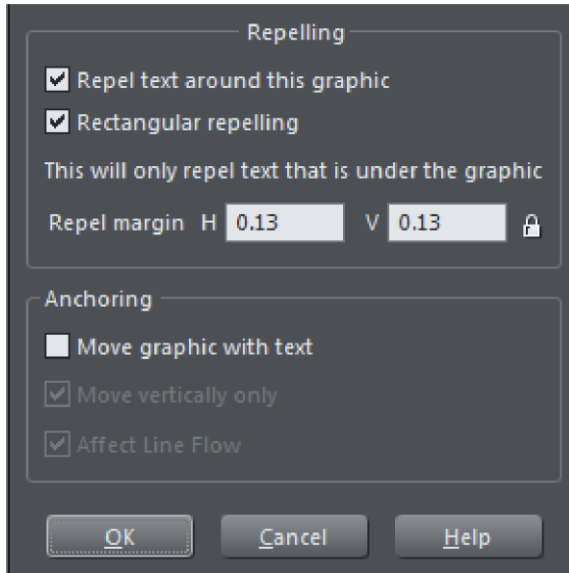 Repelling
Repel text around this graphic
Rectangular repelling
This will only repel text that is under the graphic
Repel margin H 0.13 V 0.13
Anchoring
Move graphic with text
Move vertically only
Affect Line Flow
OK Cancel Help